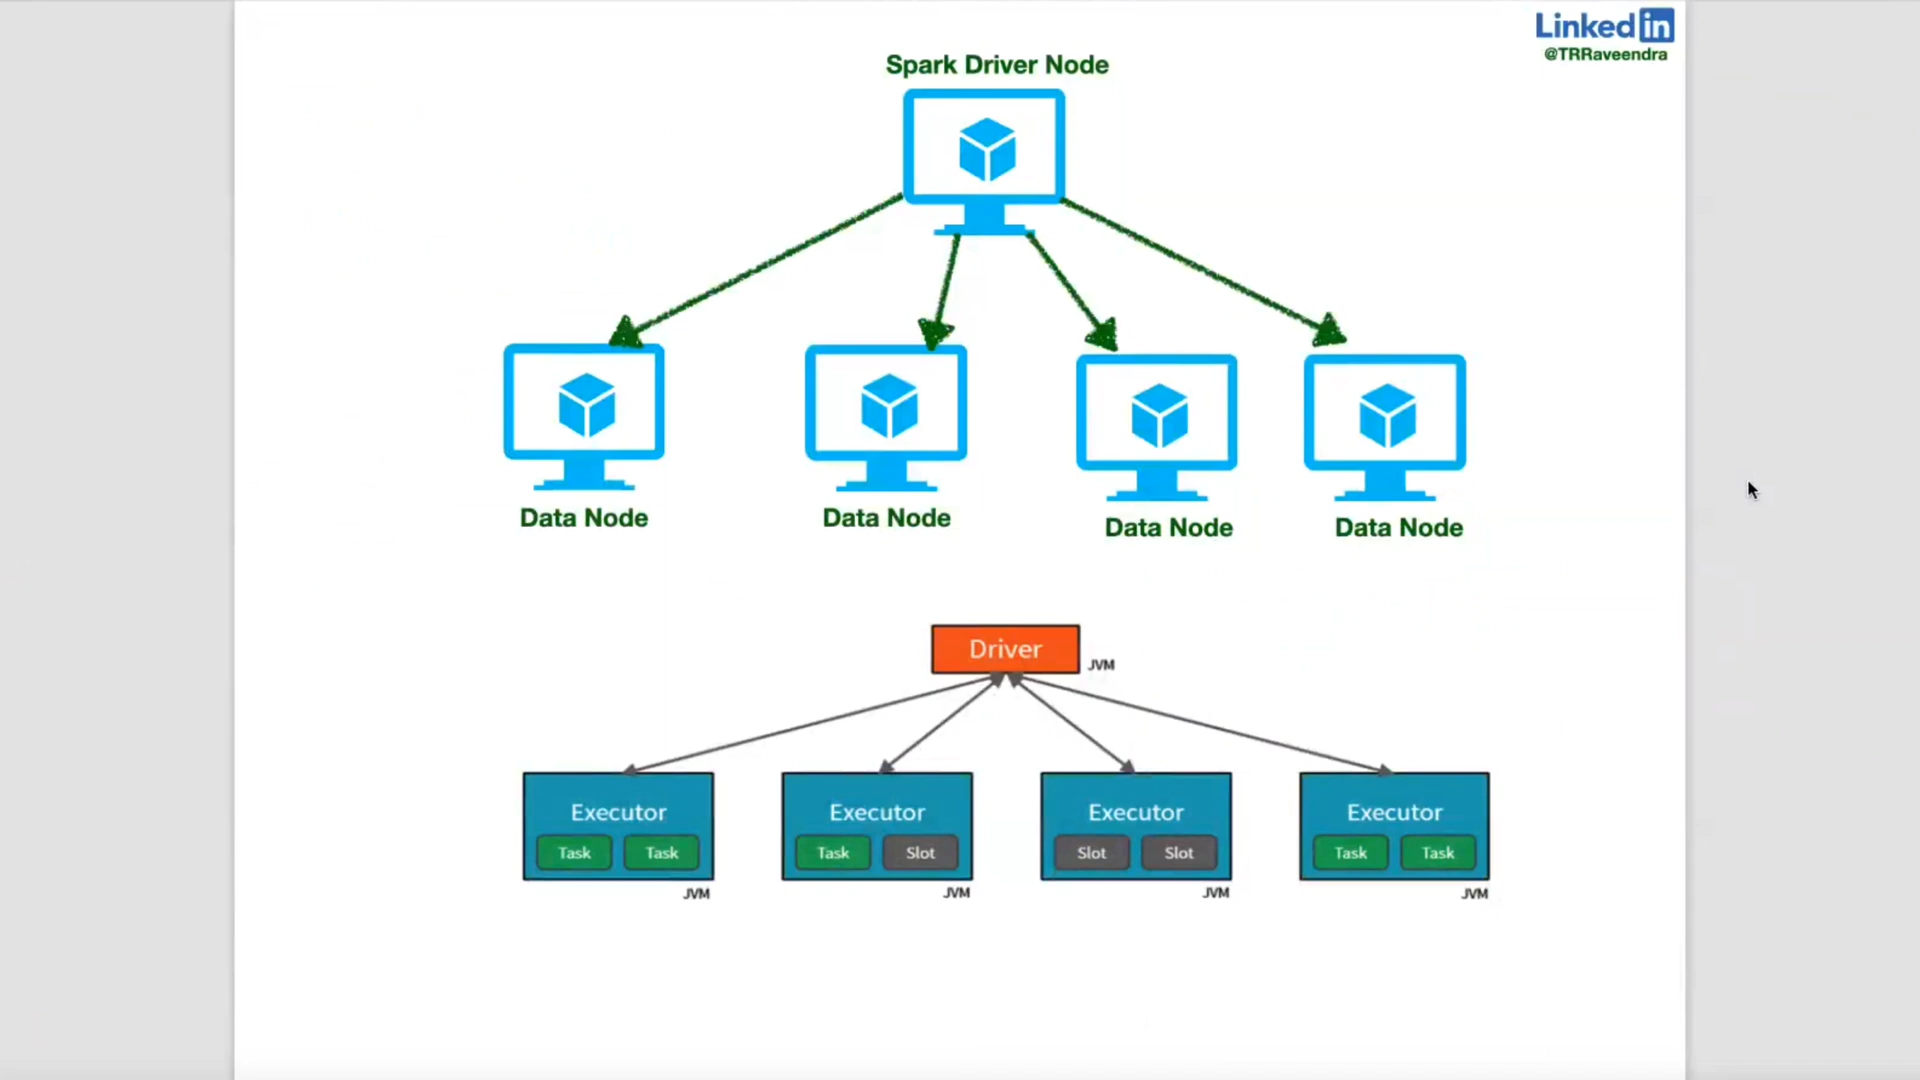 Linked in
@TRRaveendra
Spark Driver Node
Data Node
Data Node
Data Node
Data Node
Driver
JVM
Executor
Task Task
JVM
Executor
Task Slot
JVM
Executor
Slot Slot
JVM
Executor
Task Task
JVM